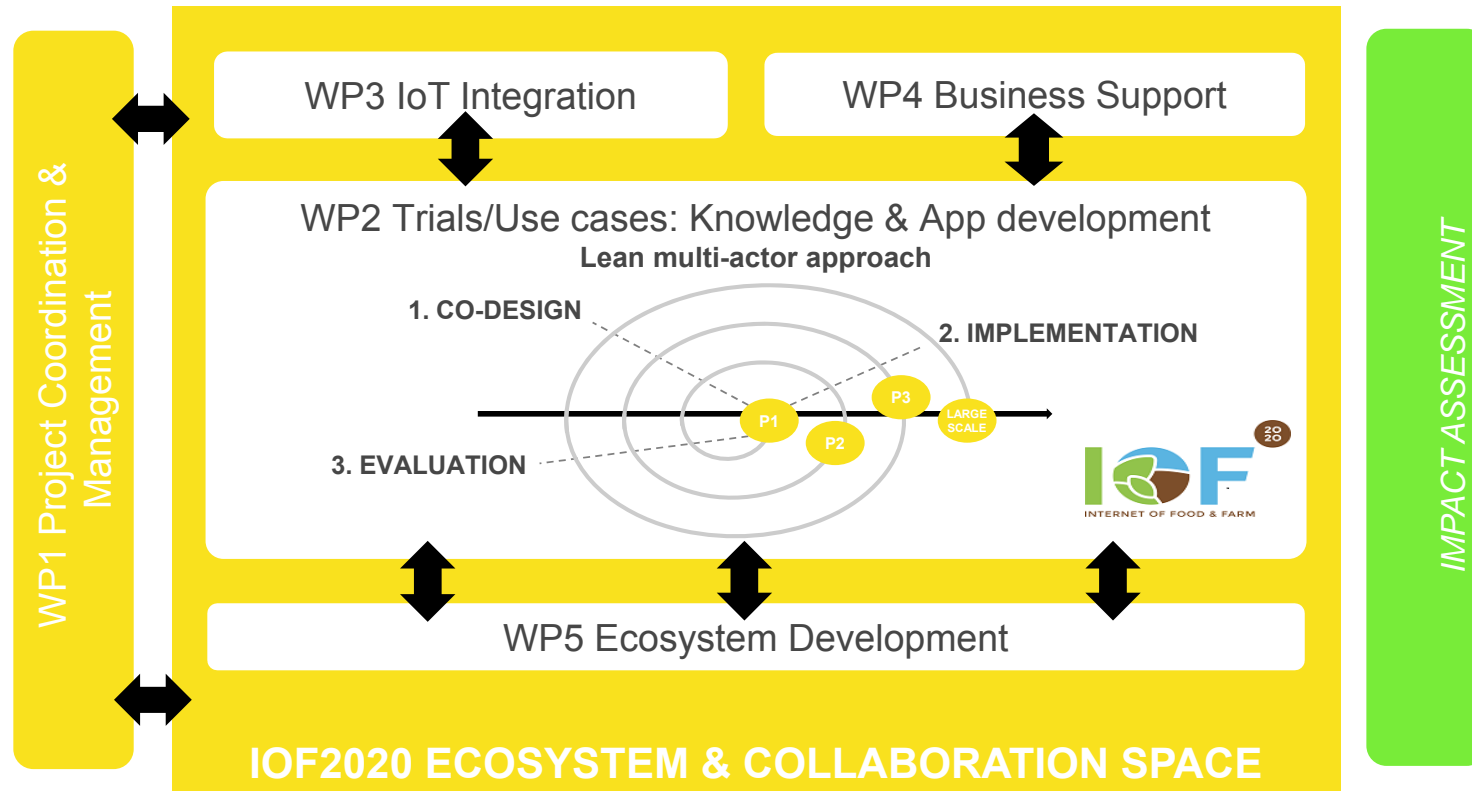 WP1 Project Coordination &
Management
WP3 IoT Integration
WP4 Business Support
WP2 Trials/Use cases: Knowledge & App development
Lean multi-actor approach
1. CO-DESIGN
2. IMPLEMENTATION
3. EVALUATION
P1
P2
P3
LARGE
SCALE
20
20
IOF
INTERNET OF FOOD & FARM
WP5 Ecosystem Development
IOF2020 ECOSYSTEM & COLLABORATION SPACE
IMPACT ASSESSMENT